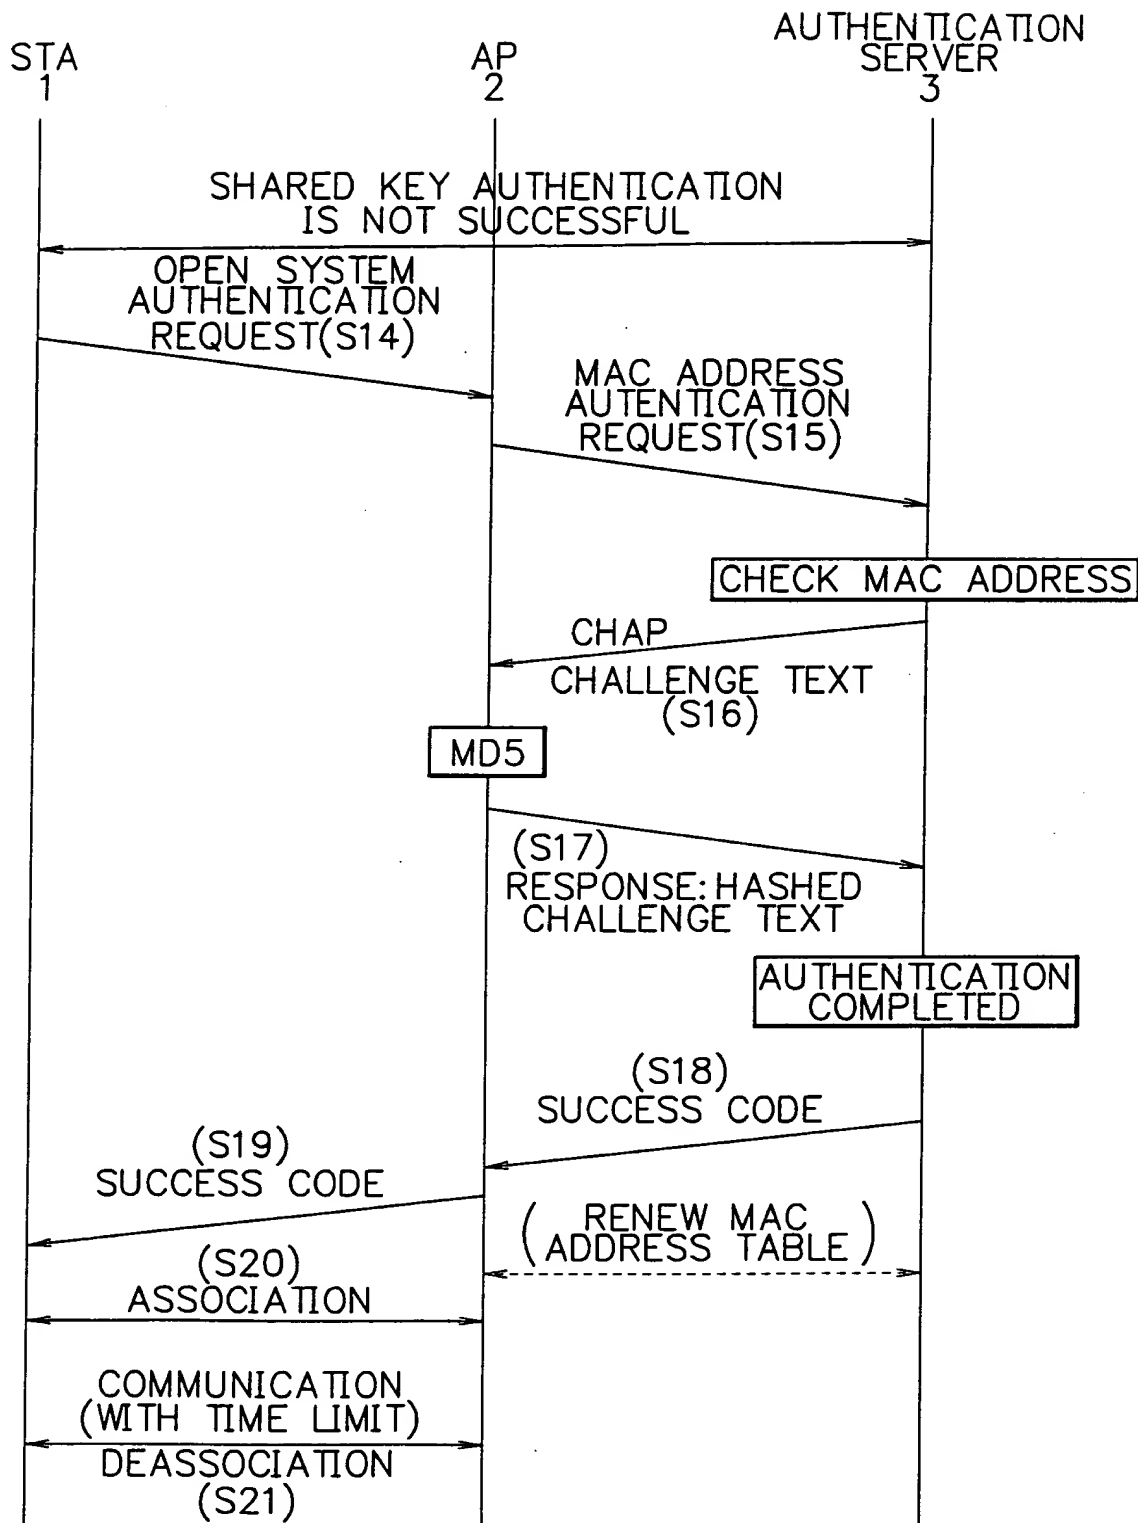 STA
1
AP
2
AUTHENTICATION
SERVER
3
SHARED KEY AUTHENTICATION
IS NOT SUCCESSFUL
OPEN SYSTEM
AUTHENTICATION
REQUEST(S14)
MAC ADDRESS
AUTENTICATION
REQUEST(S15)
CHECK MAC ADDRESS
CHAP
CHALLENGE TEXT
(S16)
MD5
(S17)
RESPONSE:HASHED
CHALLENGE TEXT
AUTHENTICATION
COMPLETED
(S18)
SUCCESS CODE
(S19)
SUCCESS CODE
(RENEW MAC
ADDRESS TABLE)
(S20)
ASSOCIATION
COMMUNICATION
(WITH TIME LIMIT)
DEASSOCIATION
(S21)